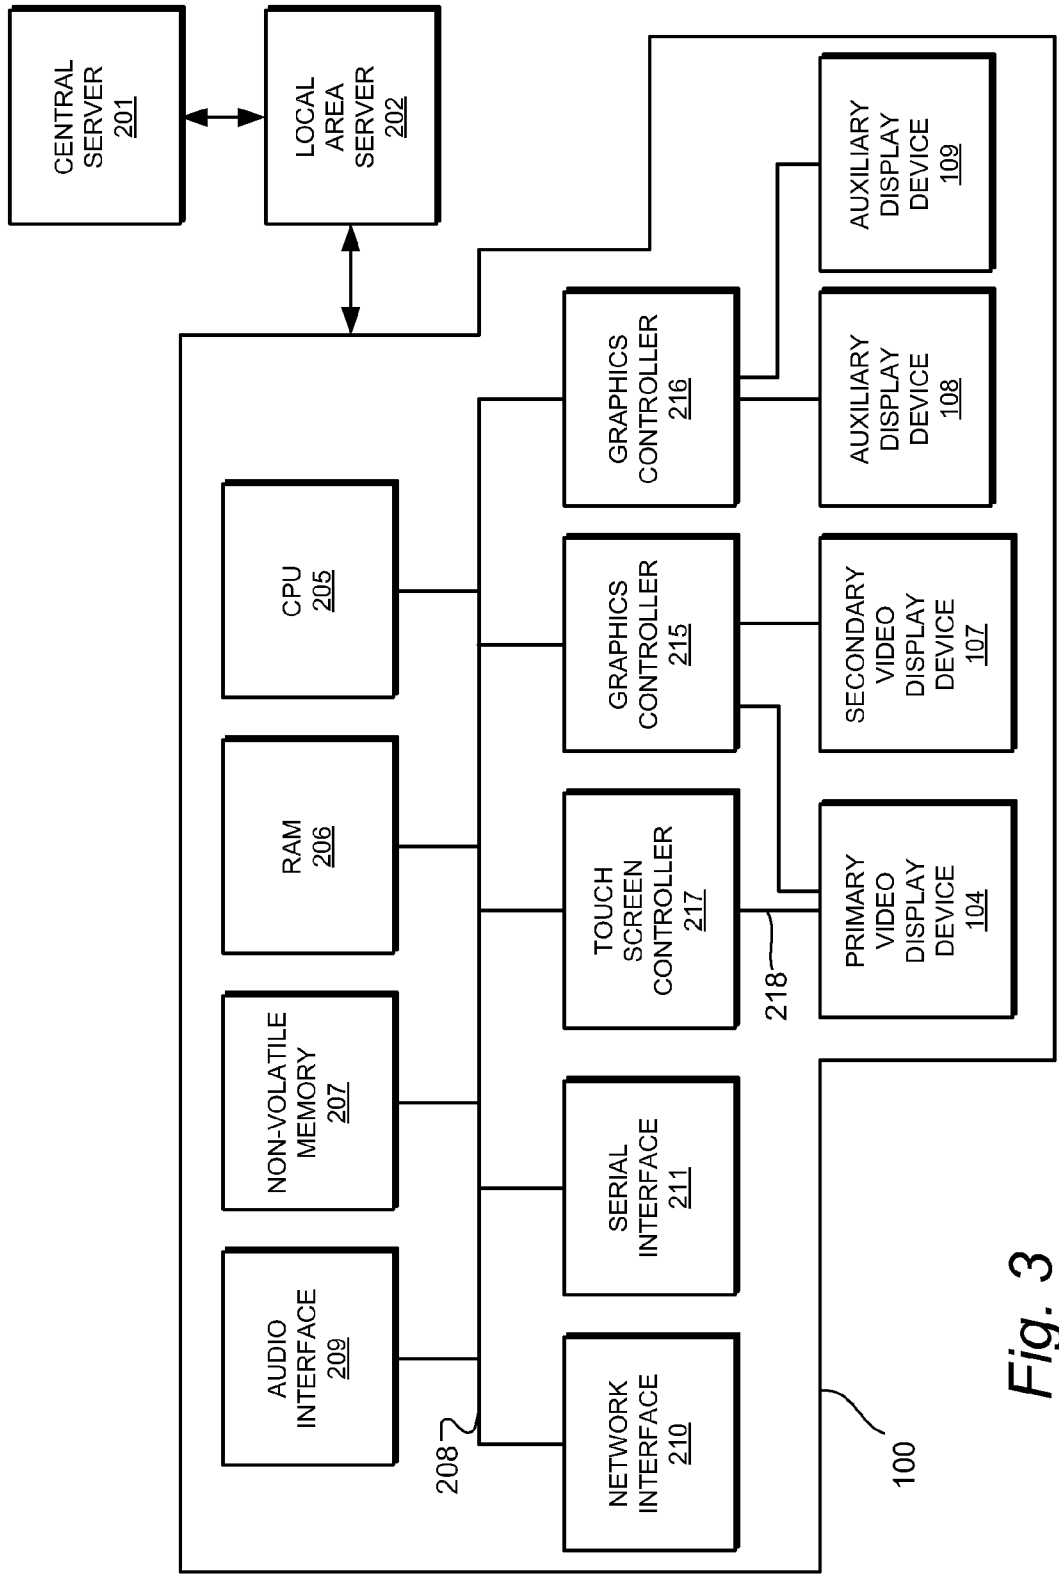 CENTRAL
SERVER
201
LOCAL
AREA
SERVER
202
AUDIO
INTERFACE
209
NON-VOLATILE
MEMORY
207
RAM
206
CPU
205
208
NETWORK
INTERFACE
210
SERIAL
INTERFACE
211
TOUCH
SCREEN
CONTROLLER
217
GRAPHICS
CONTROLLER
215
GRAPHICS
CONTROLLER
216
218
PRIMARY
VIDEO
DISPLAY
DEVICE
104
SECONDARY
VIDEO
DISPLAY
DEVICE
107
AUXILIARY
DISPLAY
DEVICE
108
AUXILIARY
DISPLAY
DEVICE
109
100
Fig. 3